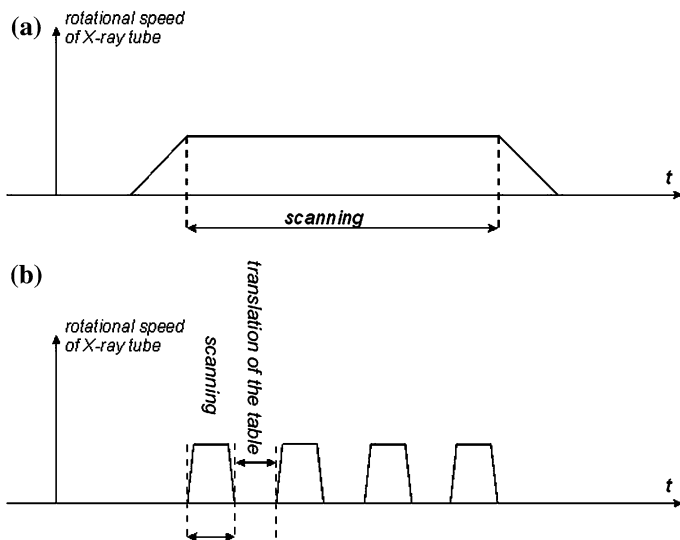 (a)
rotational speed
of X-ray tube
t
scanning
(b)
rotational speed
of X-ray tube
scanning
translation of the table
t